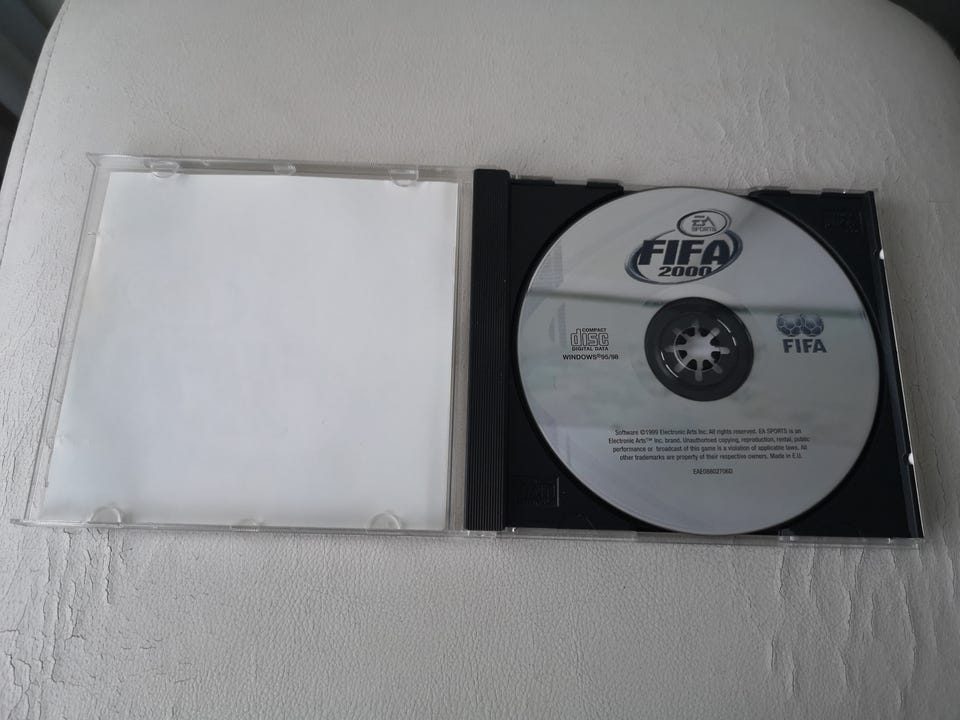 EA
SPORTS
FIFA
2000
COMPACT
disc
DIGITAL DATA
WINDOWS®95/98
FIFA
Software ©1999 Electronic Arts Inc. All rights reserved. EA SPORTS is an
Electronic Arts™ Inc. brand. Unauthorised copying, reproduction, rental, public
performance or broadcast of this game is a violation of applicable laws. All
other trademarks are property of their respective owners. Made in E.U.
EAE08802706D